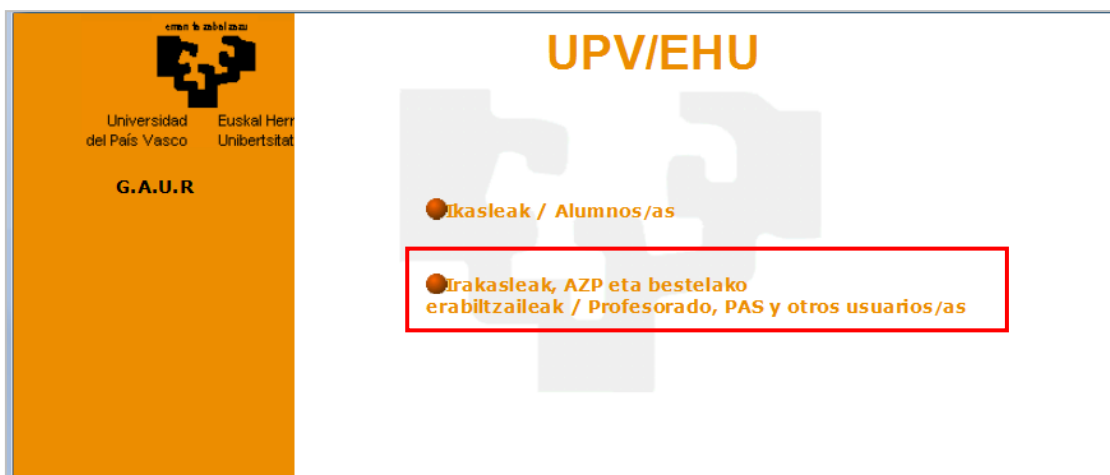 eman ta zabal zazu
Universidad
del País Vasco
Euskal Herr
Unibertsitat
G.A.U.R
UPV/EHU
Ikasleak / Alumnos/as
Irakasleak, AZP eta bestelako
erabiltzaileak / Profesorado, PAS y otros usuarios/as